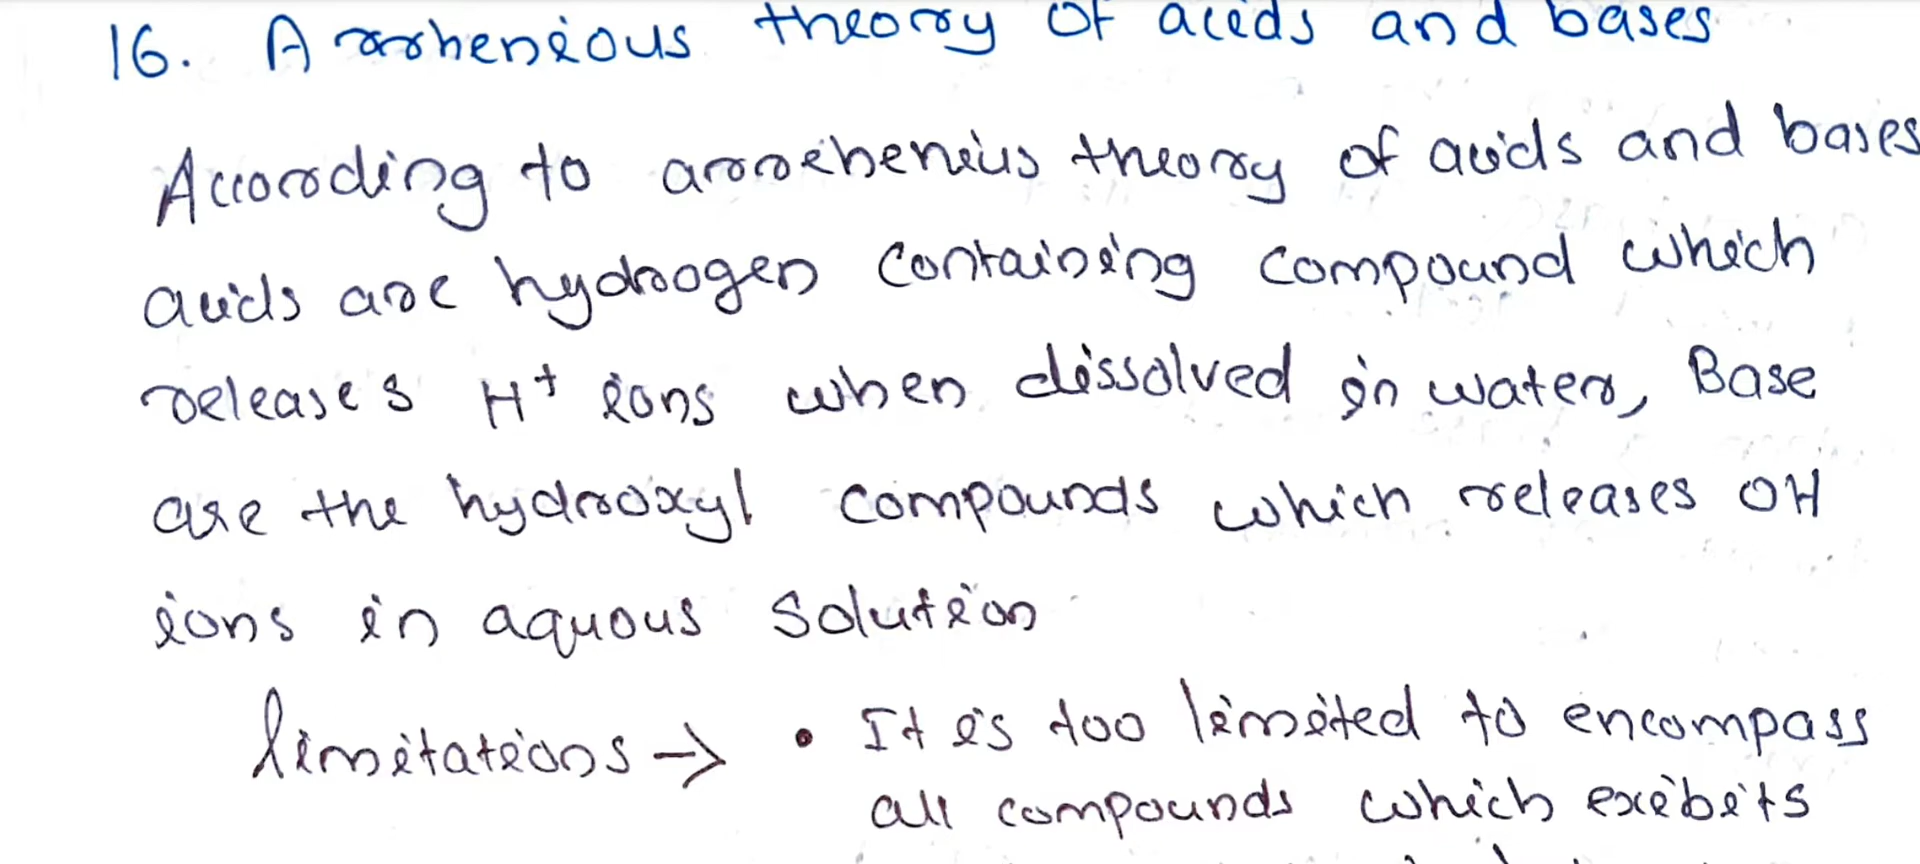 16. Arrhenious theory of acids and bases
According to arrehenius theory of acids and bases
acids are hydrogen containing compound which
releases H+ ions when dissolved in water, Base
are the hydroxyl compounds which releases OH
ions in aquous solution
limitations → • It is too limited to encompass
all compounds which exibits